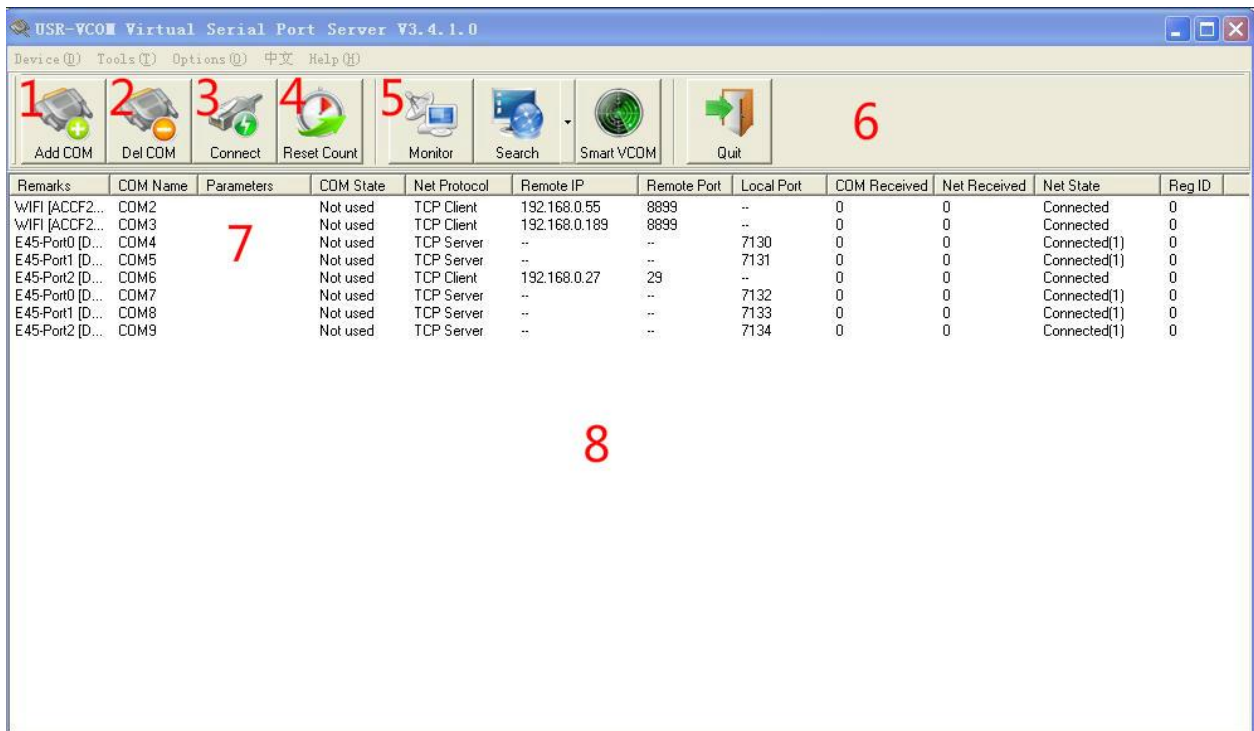 USR-VCOM Virtual Serial Port Server V3.4.1.0
Device(D) Tools(T) Options(O) 中文 Help(H)
1 2 3 4 5 6
Add COM Del COM Connect Reset Count Monitor Search Smart VCOM Quit
Remarks COM Name Parameters COM State Net Protocol Remote IP Remote Port Local Port COM Received Net Received Net State Reg ID
WIFI [ACCF2... COM2 Not used TCP Client 192.168.0.55 8899 -- 0 0 Connected 0
WIFI [ACCF2... COM3 Not used TCP Client 192.168.0.189 8899 -- 0 0 Connected 0
E45-Port0 [D... COM4 Not used TCP Server -- -- 7130 0 0 Connected(1) 0
7
E45-Port1 [D... COM5 Not used TCP Server -- -- 7131 0 0 Connected(1) 0
E45-Port2 [D... COM6 Not used TCP Client 192.168.0.27 29 -- 0 0 Connected 0
E45-Port0 [D... COM7 Not used TCP Server -- -- 7132 0 0 Connected(1) 0
E45-Port1 [D... COM8 Not used TCP Server -- -- 7133 0 0 Connected(1) 0
E45-Port2 [D... COM9 Not used TCP Server -- -- 7134 0 0 Connected(1) 0
8